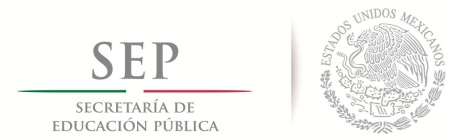 SEP
SECRETARÍA DE
EDUCACIÓN PÚBLICA
ESTADOS UNIDOS MEXICANOS